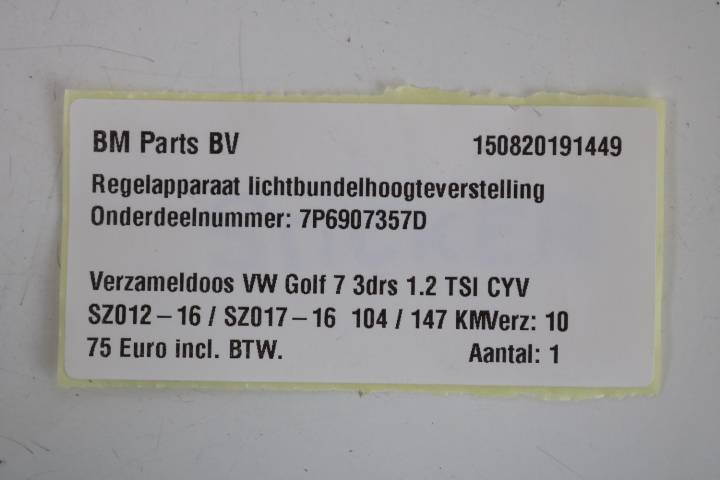 BM Parts BV 150820191449
Regelapparaat lichtbundelhoogteverstelling
Onderdeelnummer: 7P6907357D
Verzameldoos VW Golf 7 3drs 1.2 TSI CYV
SZ012-16 / SZ017-16 104 / 147 KMVerz: 10
75 Euro incl. BTW. Aantal: 1